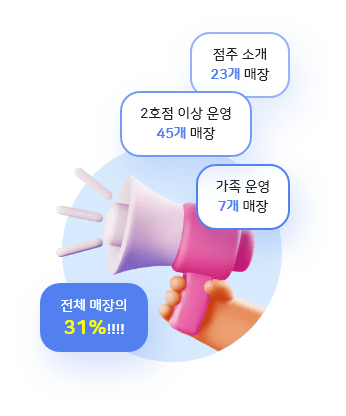 점주 소개
23개 매장
2호점 이상 운영
45개 매장
가족 운영
7개 매장
전체 매장의
31%!!!!